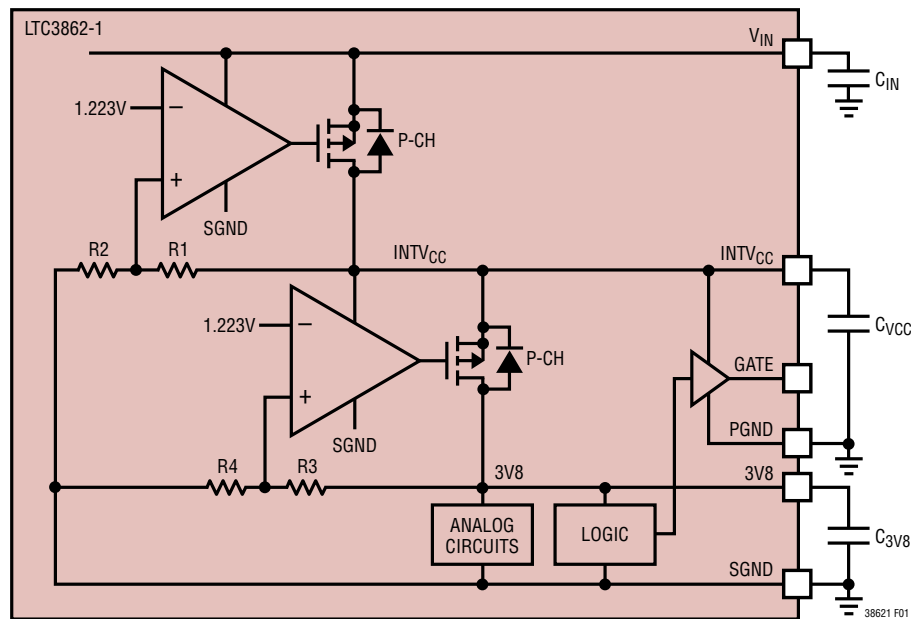 LTC3862-1
VIN
CIN
1.223V
−
P-CH
+
SGND
R2
R1
INTVCC
INTVCC
1.223V
−
CVCC
P-CH
GATE
+
SGND
PGND
R4
R3
3V8
3V8
ANALOG
CIRCUITS
LOGIC
C3V8
SGND
38621 F01